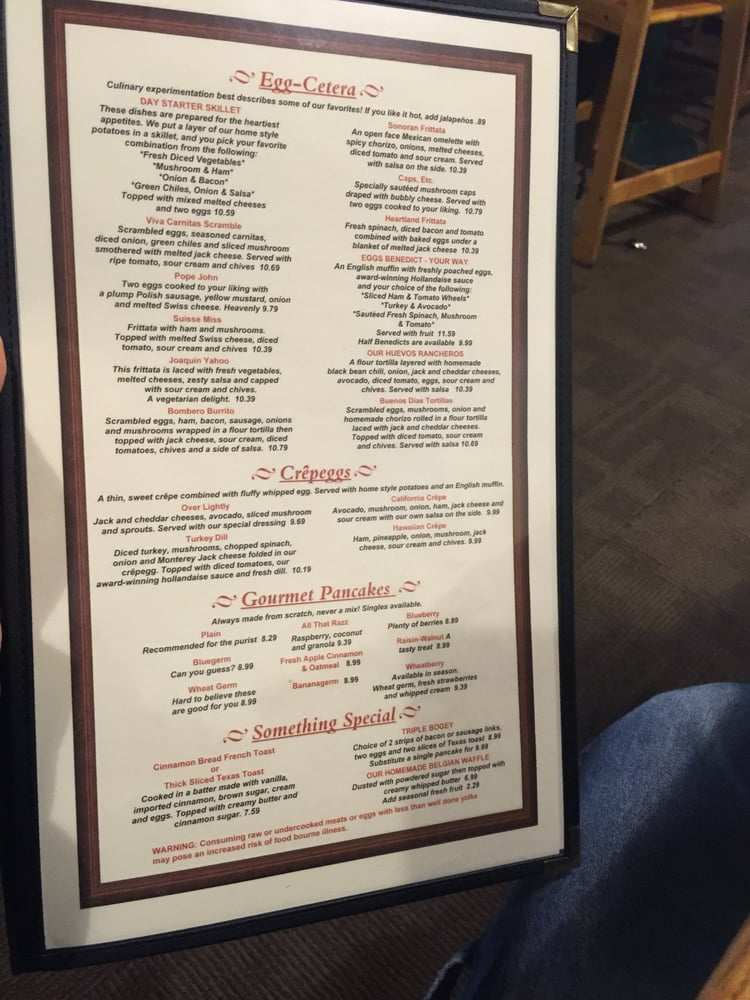 Egg-Cetera
Culinary experimentation best describes some of our favorites! If you like it hot, add jalapeños .89
DAY STARTER SKILLET
These dishes are prepared for the heartiest
appetites. We put a layer of our home style
potatoes in a skillet, and you pick your favorite
combination from the following:
*Fresh Diced Vegetables*
*Mushroom & Ham*
*Onion & Bacon*
*Green Chiles, Onion & Salsa*
Topped with mixed melted cheeses
and two eggs 10.59
Viva Carnitas Scramble
Scrambled eggs, seasoned carnitas,
diced onion, green chiles and sliced mushroom
smothered with melted jack cheese. Served with
ripe tomato, sour cream and chives 10.69
Pope John
Two eggs cooked to your liking with
a plump Polish sausage, yellow mustard, onion
and melted Swiss cheese. Heavenly 9.79
Suisse Miss
Frittata with ham and mushrooms.
Topped with melted Swiss cheese, diced
tomato, sour cream and chives 10.39
Joaquin Yahoo
This frittata is laced with fresh vegetables,
melted cheeses, zesty salsa and capped
with sour cream and chives.
A vegetarian delight. 10.39
Bombero Burrito
Scrambled eggs, ham, bacon, sausage, onions
and mushrooms wrapped in a flour tortilla then
topped with jack cheese, sour cream, diced
tomatoes, chives and a side of salsa. 10.79
Sonoran Frittata
An open face Mexican omelette with
spicy chorizo, onions, melted cheeses,
diced tomato and sour cream. Served
with salsa on the side. 10.39
Caps, Etc.
Specially sautéed mushroom caps
draped with bubbly cheese. Served with
two eggs cooked to your liking. 10.79
Heartland Frittata
Fresh spinach, diced bacon and tomato
combined with baked eggs under a
blanket of melted jack cheese 10.39
EGGS BENEDICT - YOUR WAY
An English muffin with freshly poached eggs,
award-winning Hollandaise sauce
and your choice of the following:
*Sliced Ham & Tomato Wheels*
*Turkey & Avocado*
*Sautéed Fresh Spinach, Mushroom
& Tomato*
Served with fruit 11.59
Half Benedicts are available 9.99
OUR HUEVOS RANCHEROS
A flour tortilla layered with homemade
black bean chili, onion, jack and cheddar cheeses,
avocado, diced tomato, eggs, sour cream and
chives. Served with salsa 10.39
Buenos Dias Tortillas
Scrambled eggs, mushrooms, onion and
homemade chorizo rolled in a flour tortilla
laced with jack and cheddar cheeses.
Topped with diced tomato, sour cream
and chives. Served with salsa 10.69
Crêpeggs
A thin, sweet crêpe combined with fluffy whipped egg. Served with home style potatoes and an English muffin.
Over Lightly
Jack and cheddar cheeses, avocado, sliced mushroom
and sprouts. Served with our special dressing 9.69
Turkey Dill
Diced turkey, mushrooms, chopped spinach,
onion and Monterey Jack cheese folded in our
crêpegg. Topped with diced tomatoes, our
award-winning hollandaise sauce and fresh dill. 10.19
California Crêpe
Avocado, mushroom, onion, ham, jack cheese and
sour cream with our own salsa on the side. 9.99
Hawaiian Crêpe
Ham, pineapple, onion, mushroom, jack
cheese, sour cream and chives. 9.99
Gourmet Pancakes
Always made from scratch, never a mix! Singles available.
Plain
Recommended for the purist 8.29
Bluegerm
Can you guess? 8.99
Wheat Germ
Hard to believe these
are good for you 8.99
All That Razz
Raspberry, coconut
and granola 9.39
Fresh Apple Cinnamon
& Oatmeal 8.99
Bananagerm 8.99
Blueberry
Plenty of berries 8.99
Raisin-Walnut A
tasty treat 8.99
Wheatberry
Available in season.
Wheat germ, fresh strawberries
and whipped cream 9.39
Something Special
Cinnamon Bread French Toast
or
Thick Sliced Texas Toast
Cooked in a batter made with vanilla,
imported cinnamon, brown sugar, cream
and eggs. Topped with creamy butter and
cinnamon sugar. 7.59
TRIPLE BOGEY
Choice of 2 strips of bacon or sausage links,
two eggs and two slices of Texas toast 8.99
Substitute a single pancake for 9.99
OUR HOMEMADE BELGIAN WAFFLE
Dusted with powdered sugar then topped with
creamy whipped butter 6.99
Add seasonal fresh fruit 2.29
WARNING: Consuming raw or undercooked meats or eggs with less than well done yolks
may pose an increased risk of food bourne illness.